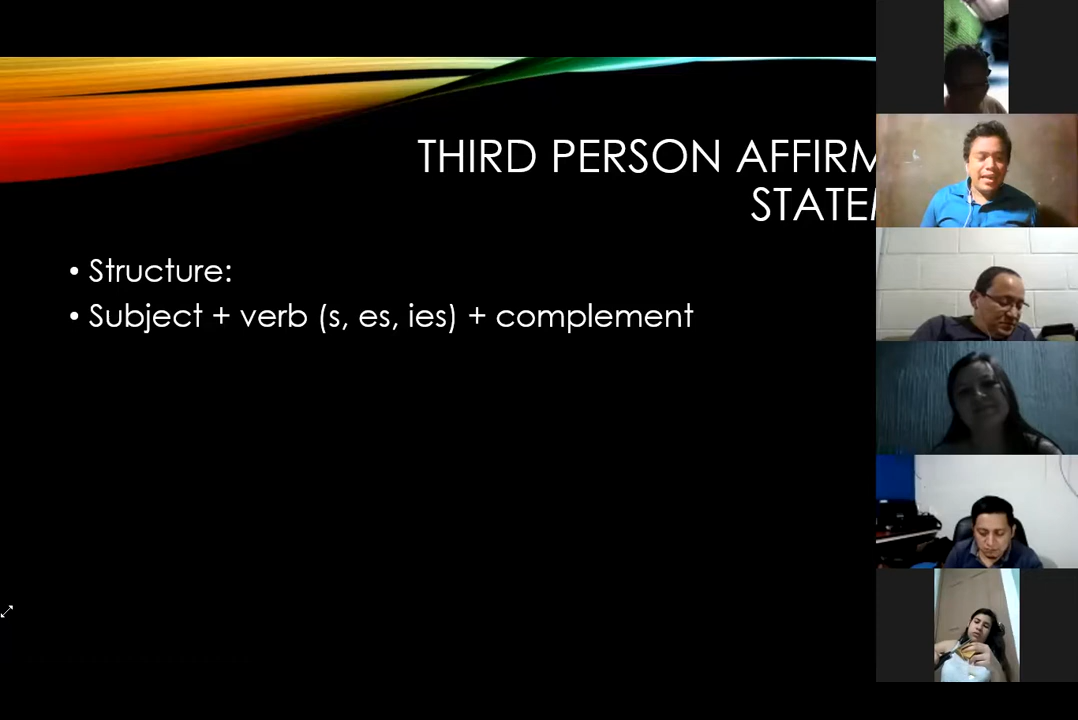 THIRD PERSON AFFIRM
STATE
• Structure:
• Subject + verb (s, es, ies) + complement